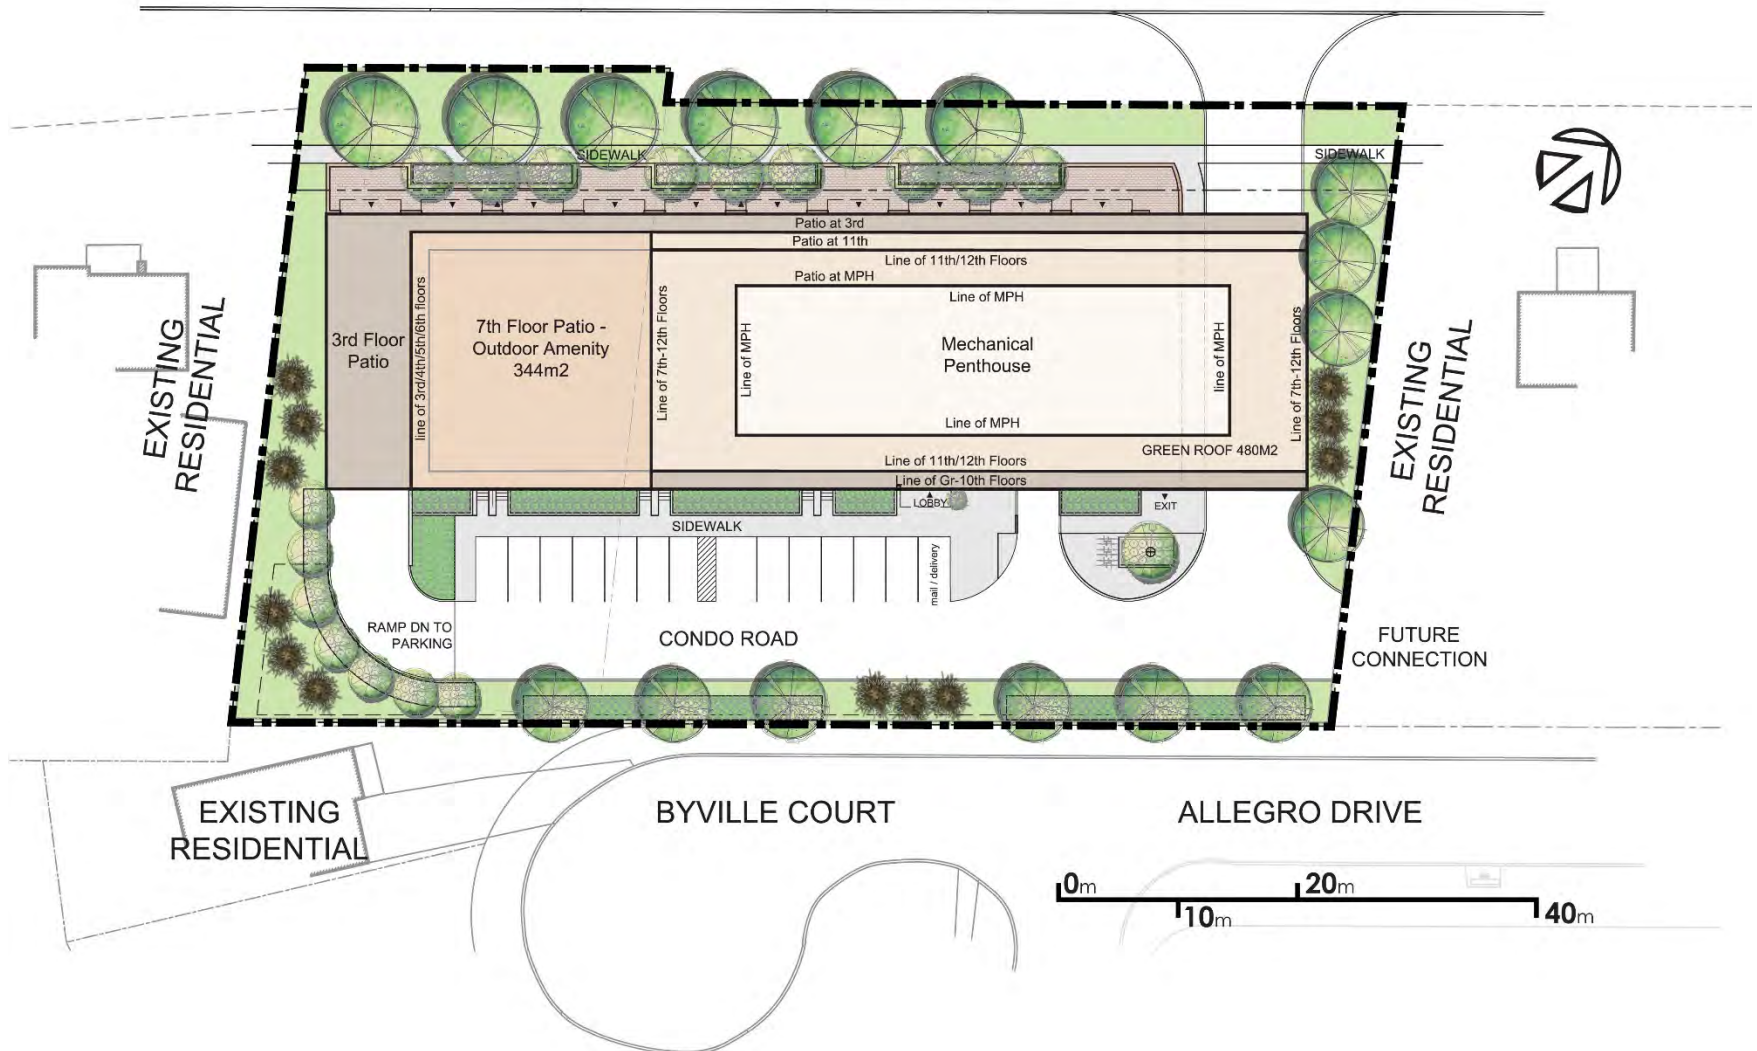 SIDEWALK
SIDEWALK
Patio at 3rd
Patio at 11th
Line of 11th/12th Floors
Patio at MPH
Line of MPH
EXISTING
RESIDENTIAL
3rd Floor
Patio
line of 3rd/4th/5th/6th floors
7th Floor Patio -
Outdoor Amenity
344m2
Line of 7th-12th Floors
Line of MPH
Mechanical
Penthouse
line of MPH
Line of 7th-12th Floors
EXISTING
RESIDENTIAL
Line of MPH
GREEN ROOF 480M2
Line of 11th/12th Floors
Line of Gr-10th Floors
LOBBY
EXIT
SIDEWALK
mail / delivery
RAMP DN TO
PARKING
CONDO ROAD
FUTURE
CONNECTION
EXISTING
RESIDENTIAL
BYVILLE COURT
ALLEGRO DRIVE
0m
20m
10m
40m